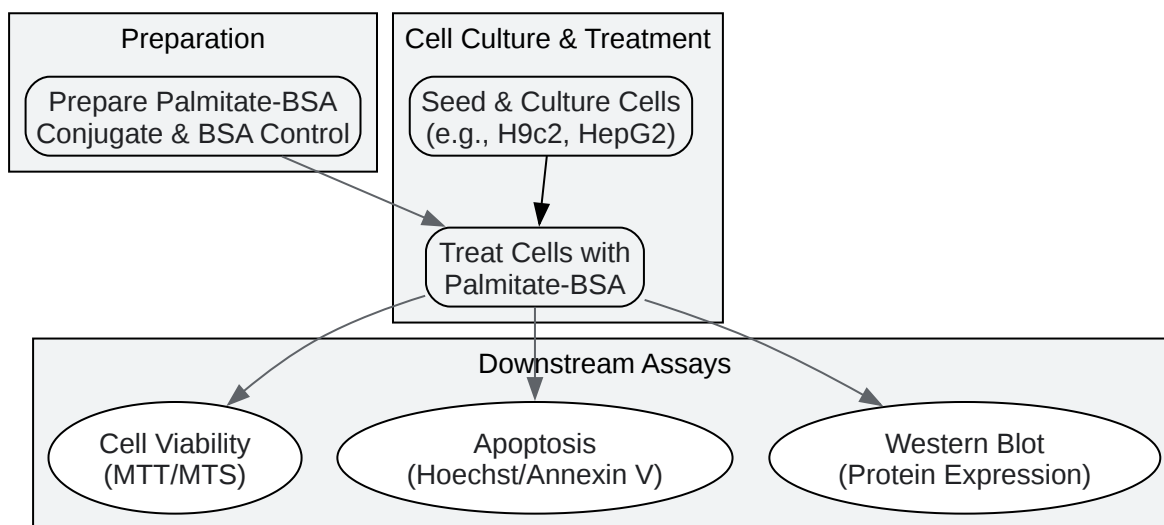 Preparation
Prepare Palmitate-BSA
Conjugate & BSA Control
Cell Culture & Treatment
Seed & Culture Cells
(e.g., H9c2, HepG2)
Treat Cells with
Palmitate-BSA
Downstream Assays
Cell Viability
(MTT/MTS)
Apoptosis
(Hoechst/Annexin V)
Western Blot
(Protein Expression)